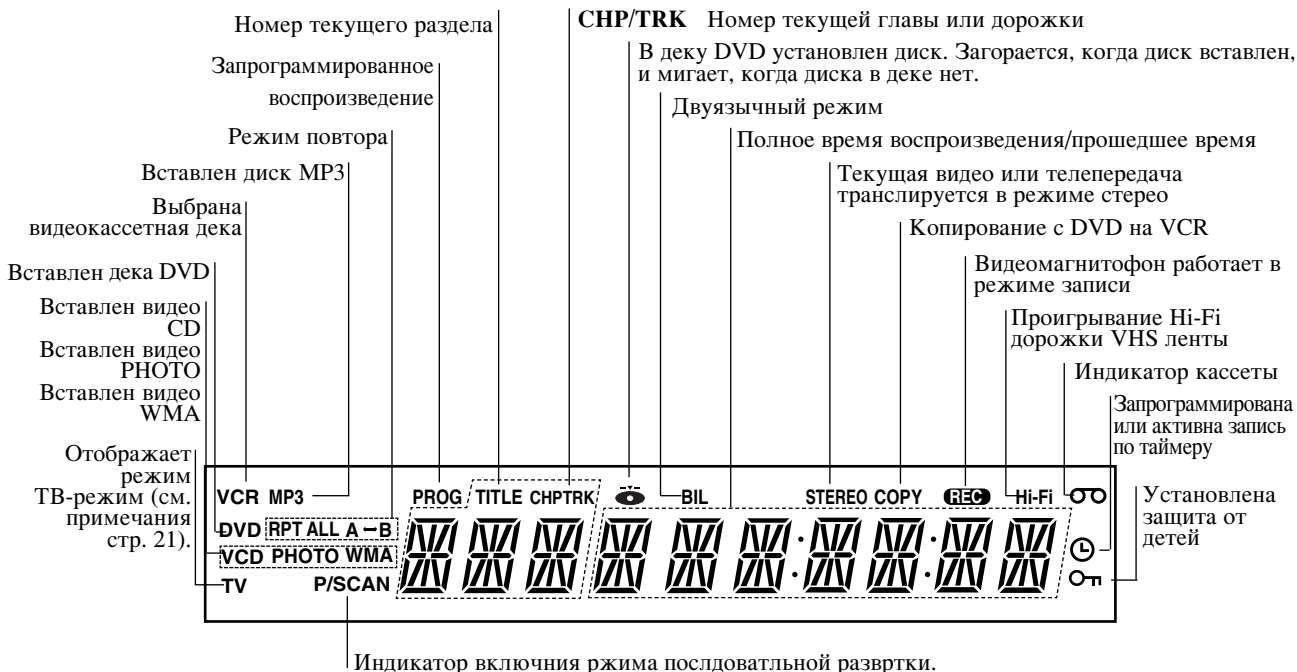 CHP/TRK Номер текущей главы или дорожки
Номер текущего раздела
В деку DVD установлен диск. Загорается, когда диск вставлен,
и мигает, когда диска в деке нет.
Запрограммированное
воспроизведение
Двуязычный режим
Режим повтора
Полное время воспроизведения/прошедшее время
Вставлен диск MP3
Текущая видео или телепередача
транслируется в режиме стерео
Выбрана
видеокассетная дека
Копирование с DVD на VCR
Вставлен дека DVD
Видеомагнитофон работает в
режиме записи
Вставлен видео
CD
Вставлен видео
PHOTO
Вставлен видео
WMA
Проигрывание Hi-Fi
дорожки VHS ленты
Индикатор кассеты
Запрограммирована
или активна запись
по таймеру
Отображает
режим
ТВ-режим (см.
примечания
стр. 21).
Установлена
защита от
детей
VCR MP3 PROG TITLE CHPTRK BIL STEREO COPY REC Hi-Fi
DVD RPT ALL A B
VCD PHOTO WMA
TV P/SCAN
Индикатор включния ржима послдоватльной развртки.